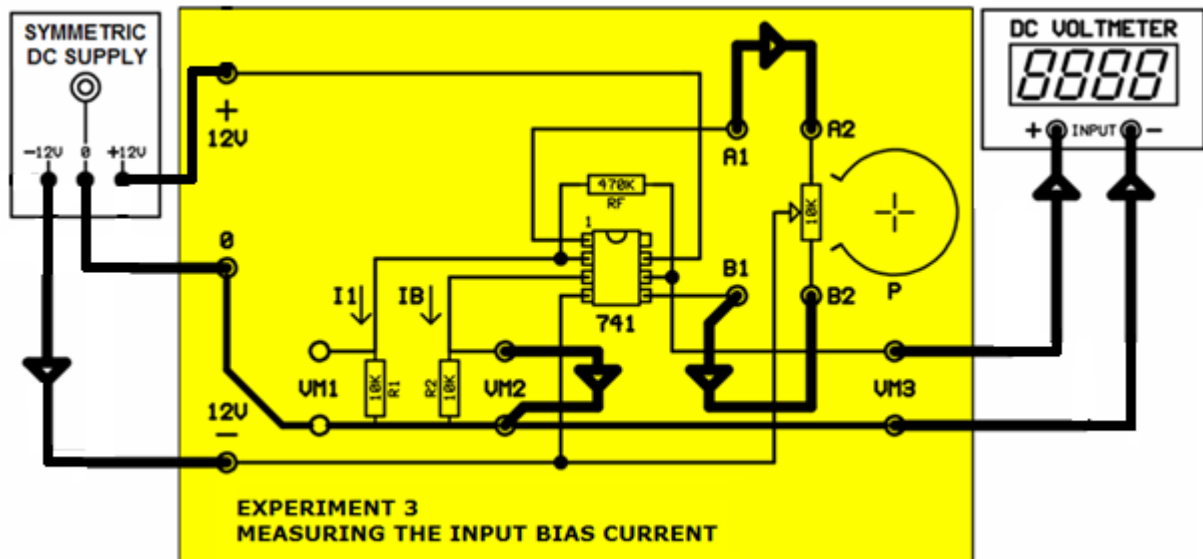 SYMMETRIC
DC SUPPLY
-12V 0 +12V
+
12V
0
12V
-
I1
IB
VM1
10K
R1
R2
10K
VM2
470K
RF
1
741
A1
A2
10K
B1
B2
P
VM3
DC VOLTMETER
8888
+ INPUT -
EXPERIMENT 3
MEASURING THE INPUT BIAS CURRENT